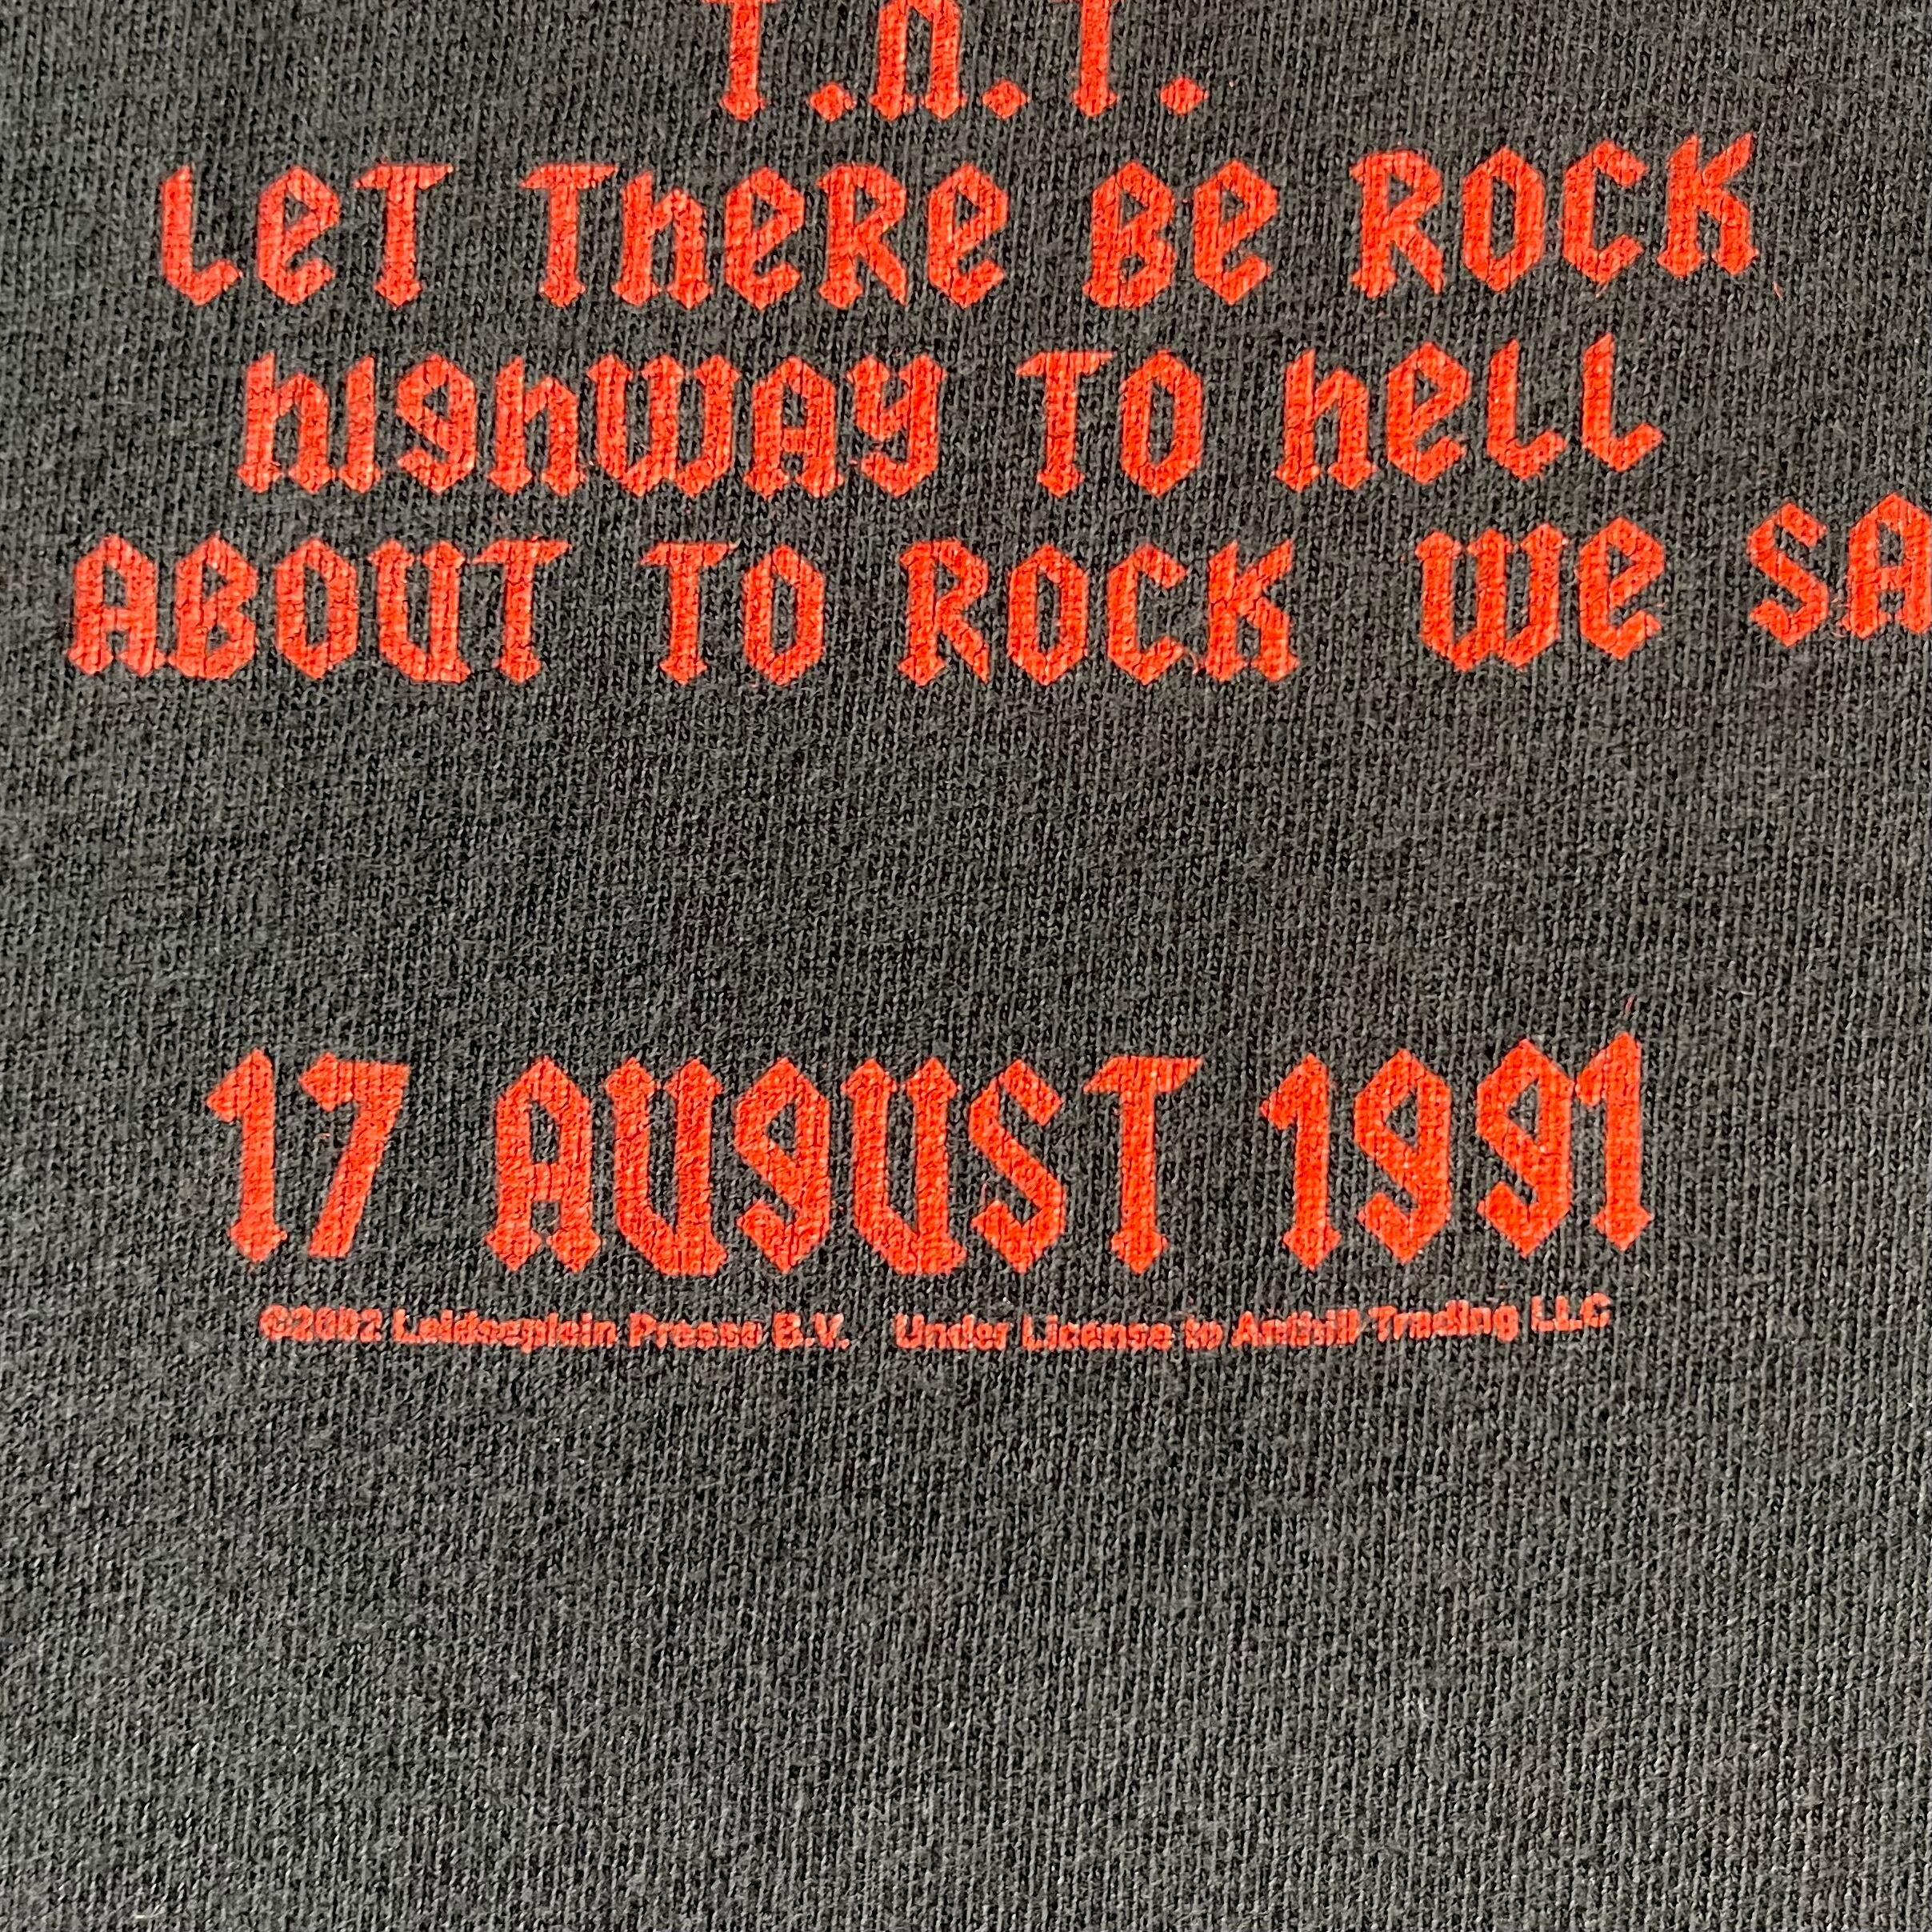 T.N.T.
LET THERE BE ROCK
HIGHWAY TO HELL
ABOUT TO ROCK WE SA
17 AUGUST 1991
©2002 Leidseplein Presse B.V. Under License to Anthill Trading LLC